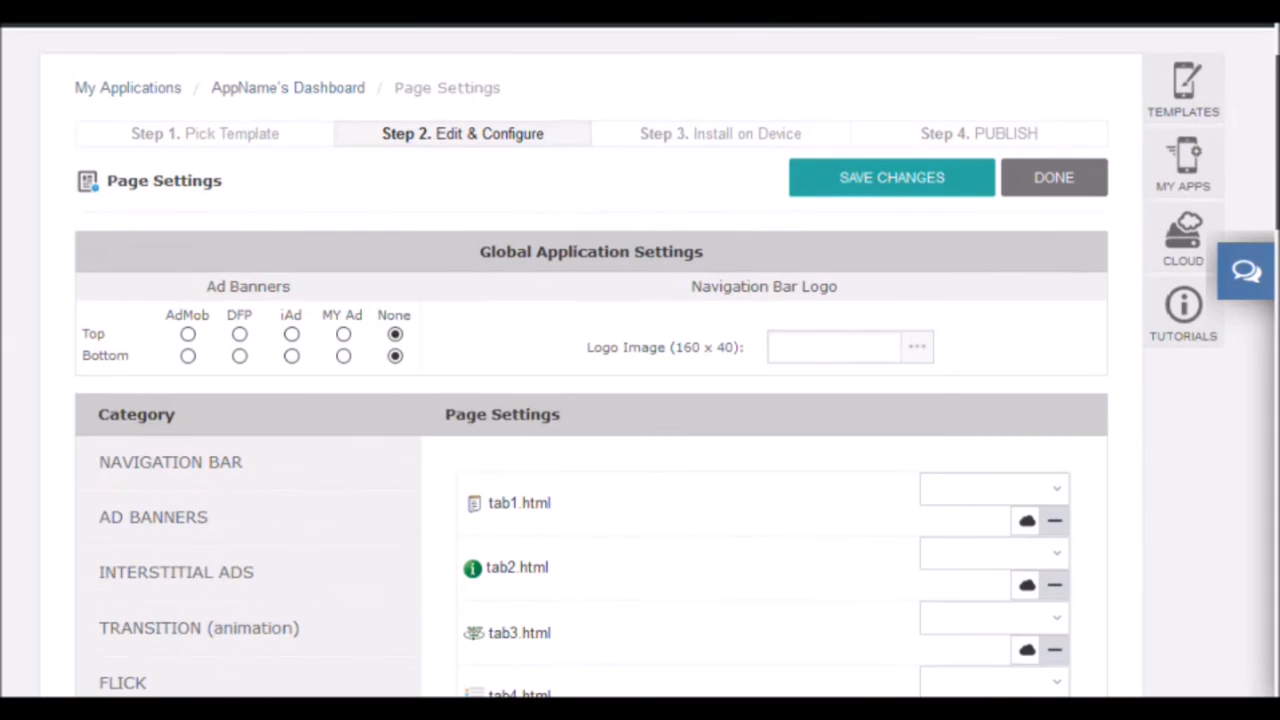 My Applications / AppName's Dashboard / Page Settings
Step 1. Pick Template Step 2. Edit & Configure Step 3. Install on Device Step 4. PUBLISH
Page Settings SAVE CHANGES DONE
Global Application Settings
Ad Banners Navigation Bar Logo
AdMob DFP iAd MY Ad None
Top
Bottom
Logo Image (160 x 40):
Category Page Settings
NAVIGATION BAR
AD BANNERS
INTERSTITIAL ADS
TRANSITION (animation)
FLICK
tab1.html
tab2.html
tab3.html
tab4.html
TEMPLATES
MY APPS
CLOUD
TUTORIALS